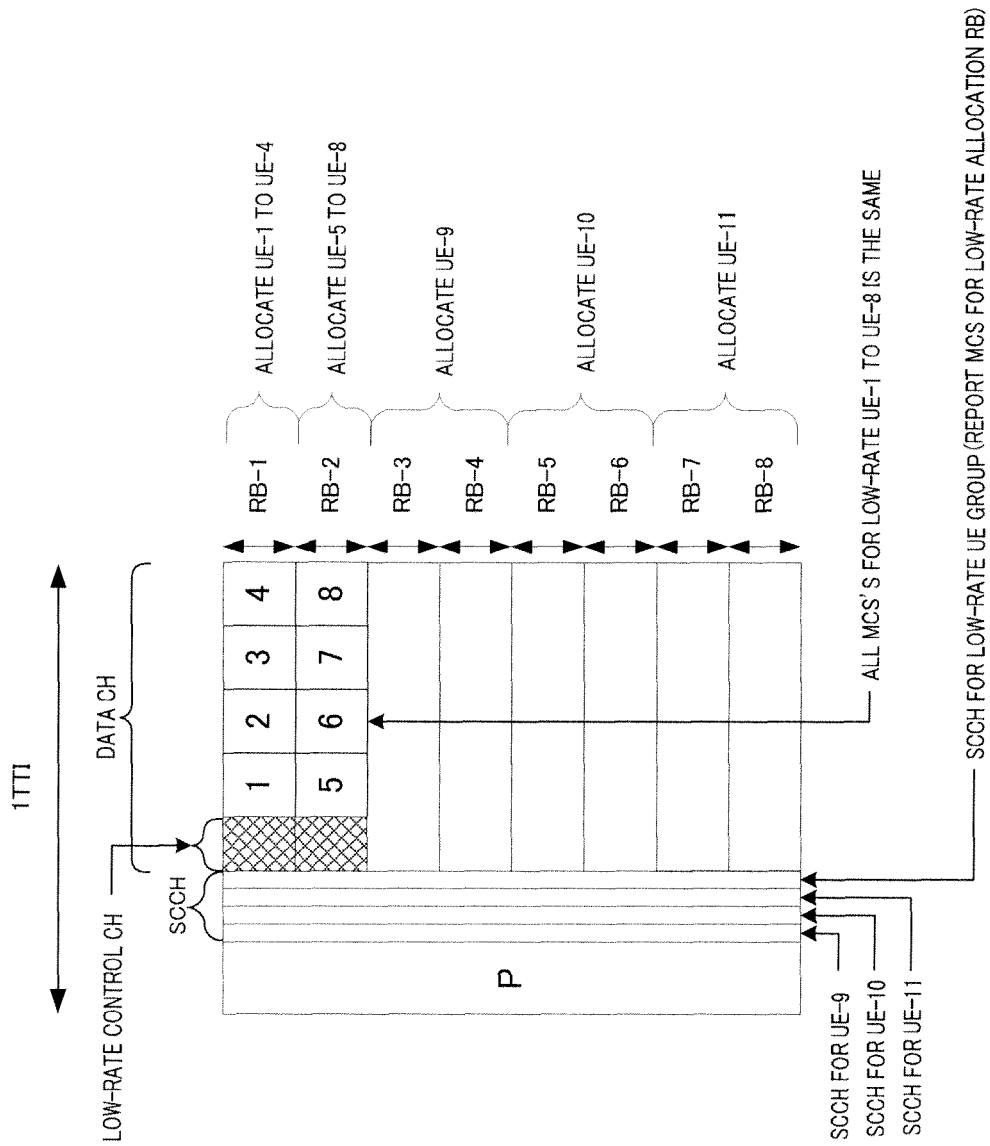 1TTI
LOW-RATE CONTROL CH
DATA CH
SCCH
P
1 2 3 4
5 6 7 8
RB-1
RB-2
RB-3
RB-4
RB-5
RB-6
RB-7
RB-8
ALLOCATE UE-1 TO UE-4
ALLOCATE UE-5 TO UE-8
ALLOCATE UE-9
ALLOCATE UE-10
ALLOCATE UE-11
ALL MCS'S FOR LOW-RATE UE-1 TO UE-8 IS THE SAME
SCCH FOR UE-9
SCCH FOR UE-10
SCCH FOR UE-11
SCCH FOR LOW-RATE UE GROUP (REPORT MCS FOR LOW-RATE ALLOCATION RB)